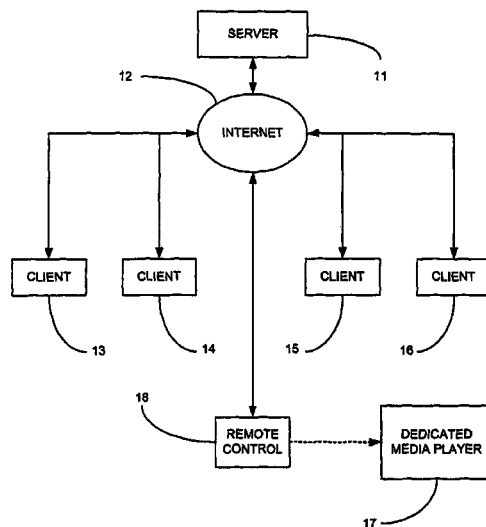 SERVER
12
11
INTERNET
CLIENT
CLIENT
CLIENT
CLIENT
13
14
15
16
18
REMOTE
CONTROL
DEDICATED
MEDIA PLAYER
17